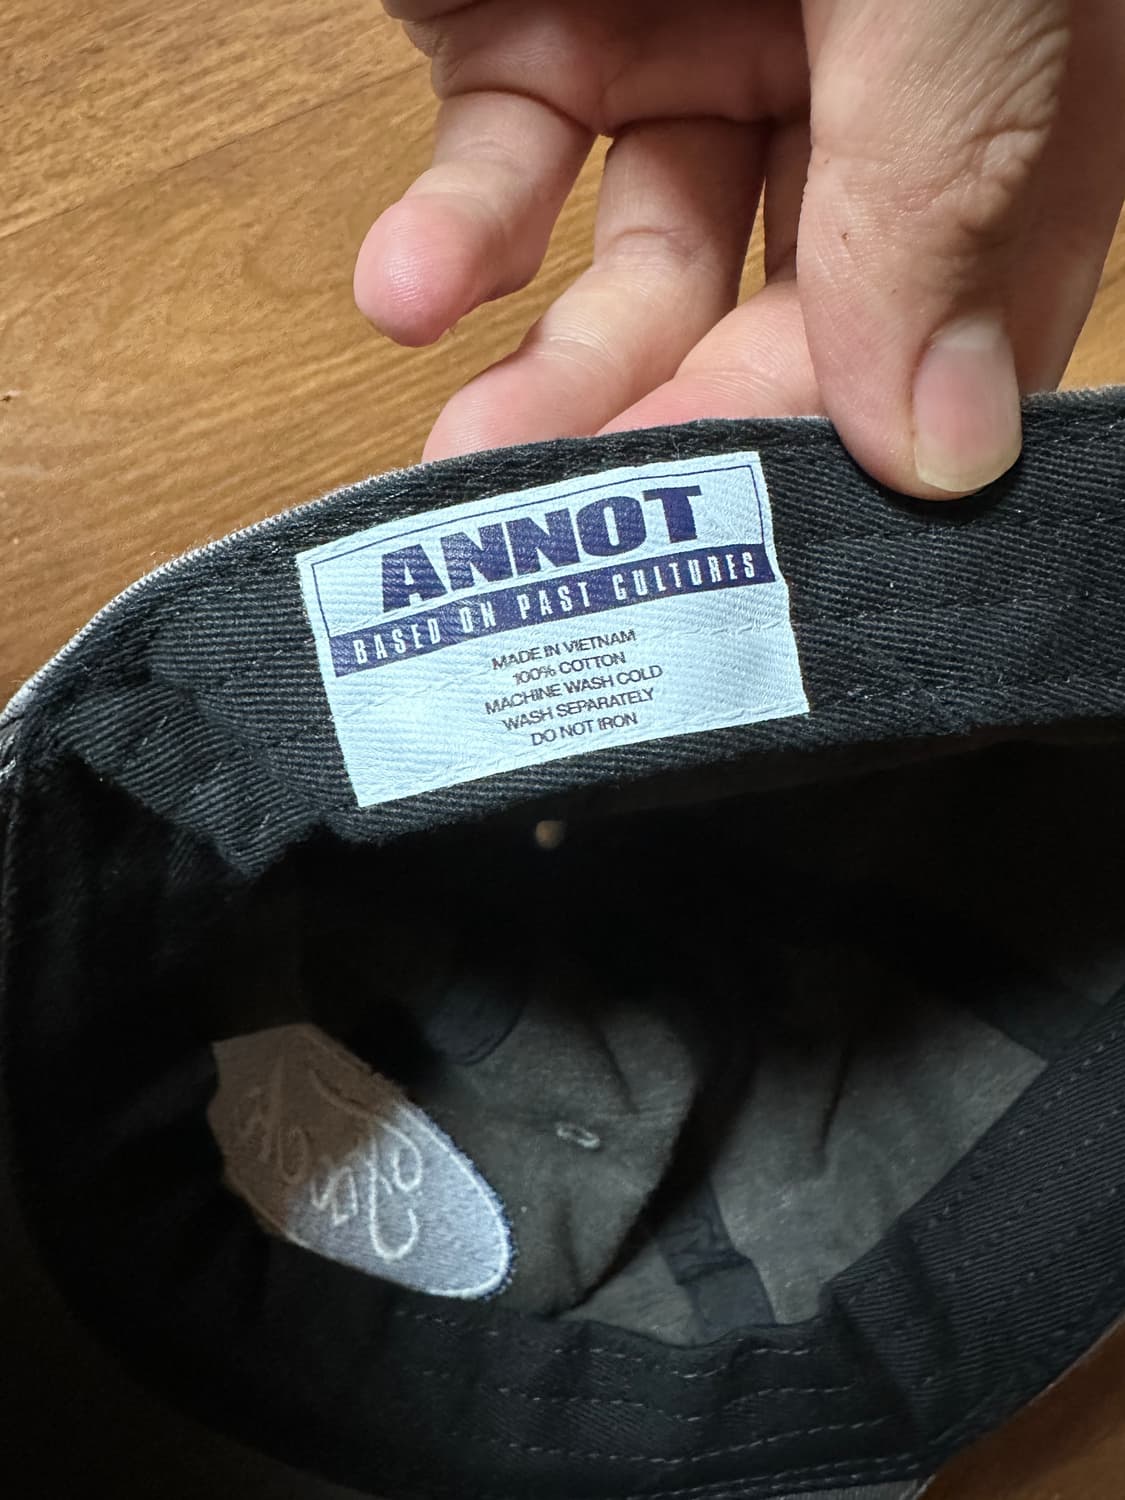 ANNOT
BASED ON PAST CULTURES
MADE IN VIETNAM
100% COTTON
MACHINE WASH COLD
WASH SEPARATELY
DO NOT IRON